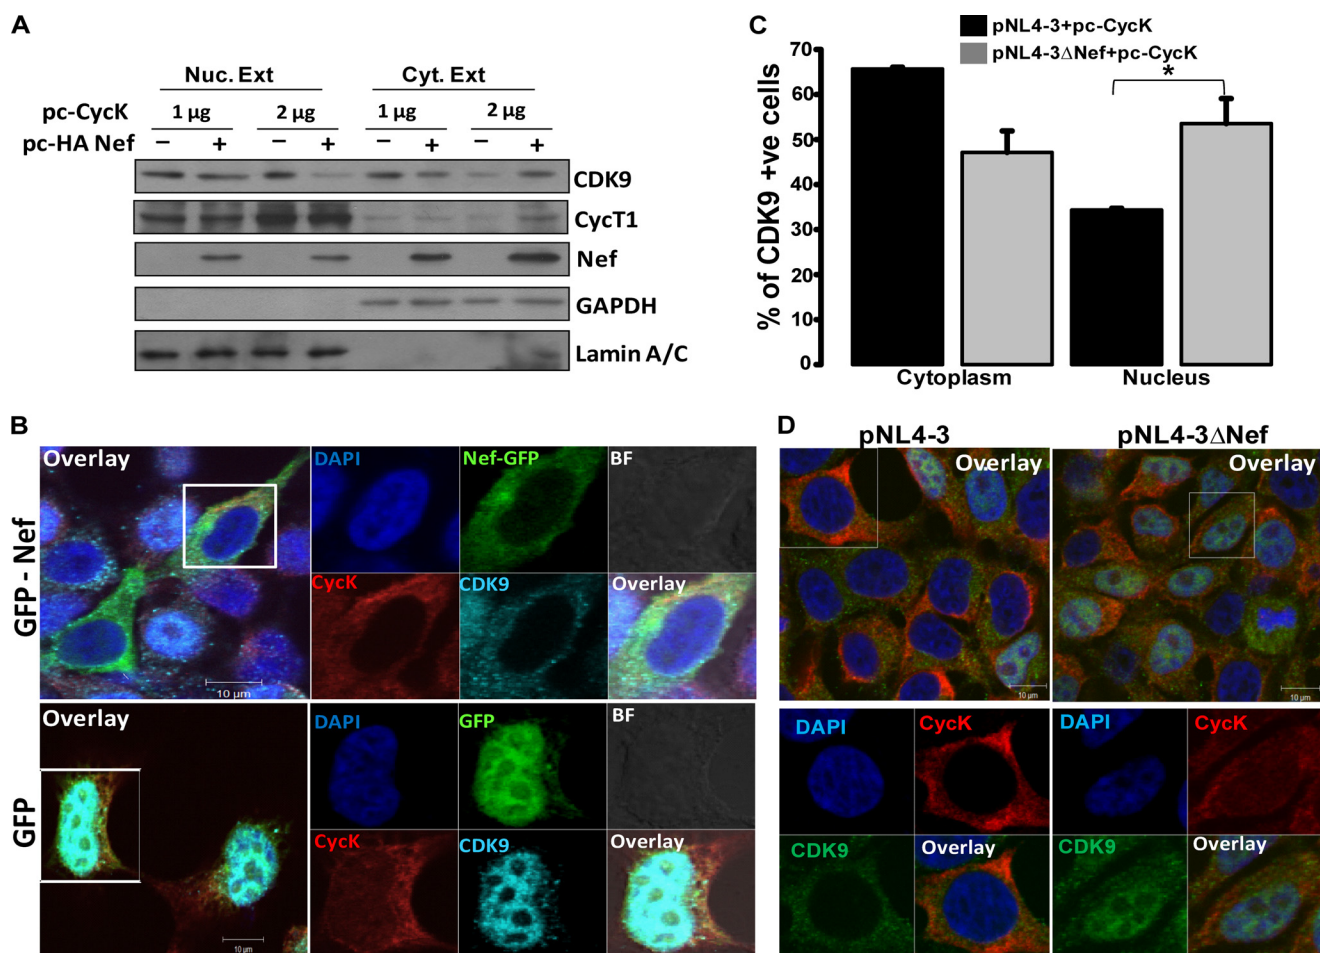 A
Nuc. Ext Cyt. Ext
pc-CycK 1 µg 2 µg 1 µg 2 µg
pc-HA Nef − + − + − + − +
CDK9
CycT1
Nef
GAPDH
Lamin A/C
C
pNL4-3+pc-CycK
pNL4-3∆Nef+pc-CycK
% of CDK9 +ve cells
70
60
50
40
30
20
10
0
*
Cytoplasm Nucleus
B
GFP - Nef
Overlay
10 µm
DAPI Nef-GFP BF
CycK CDK9 Overlay
GFP
Overlay
10 µm
DAPI GFP BF
CycK CDK9 Overlay
D
pNL4-3 pNL4-3∆Nef
Overlay Overlay
10 µm 10 µm
DAPI CycK DAPI CycK
CDK9 Overlay CDK9 Overlay